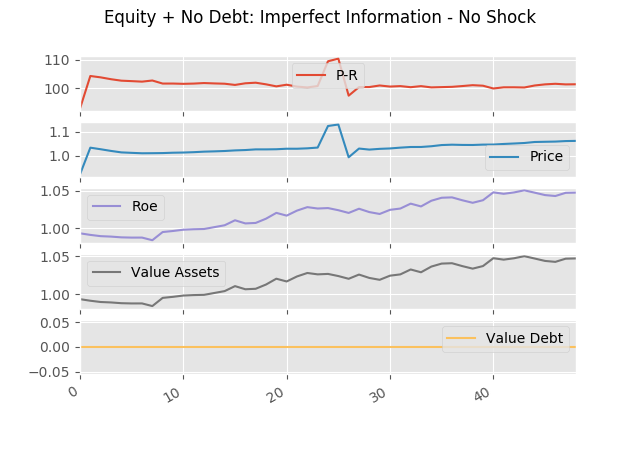 Equity + No Debt: Imperfect Information - No Shock
110
100
P-R
1.1
1.0
Price
1.05
1.00
Roe
1.05
1.00
Value Assets
0.05
0.00
−0.05
Value Debt
0 10 20 30 40